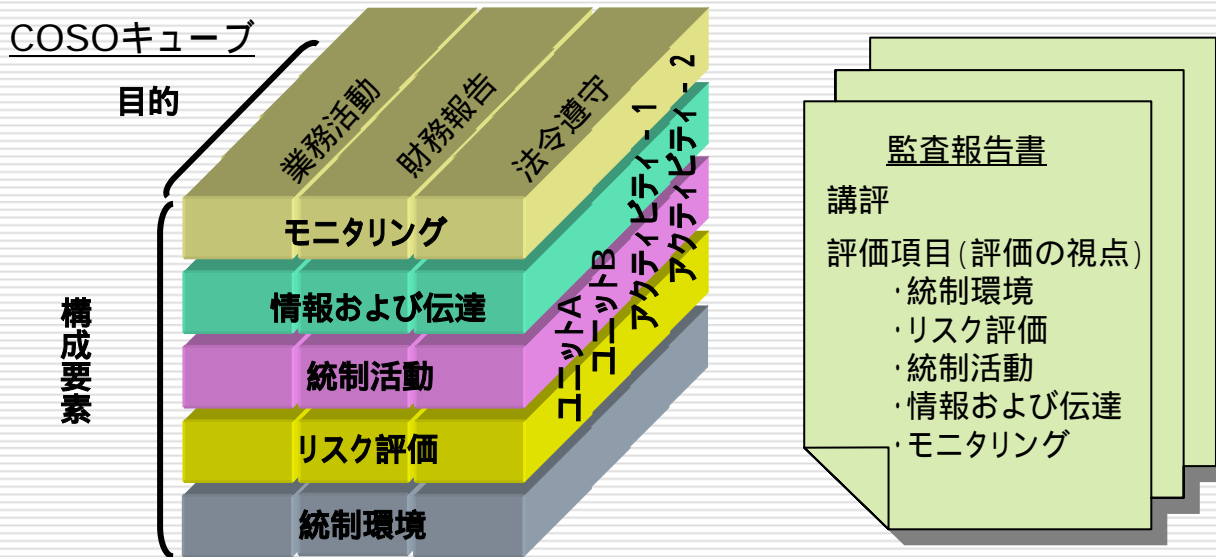 COSOキューブ
目的
業務活動
財務報告
法令遵守
モニタリング
情報および伝達
統制活動
リスク評価
統制環境
構成要素
ユニットA
ユニットB
アクティビティ - 1
アクティビティ - 2
監査報告書
講評
評価項目(評価の視点)
・統制環境
・リスク評価
・統制活動
・情報および伝達
・モニタリング